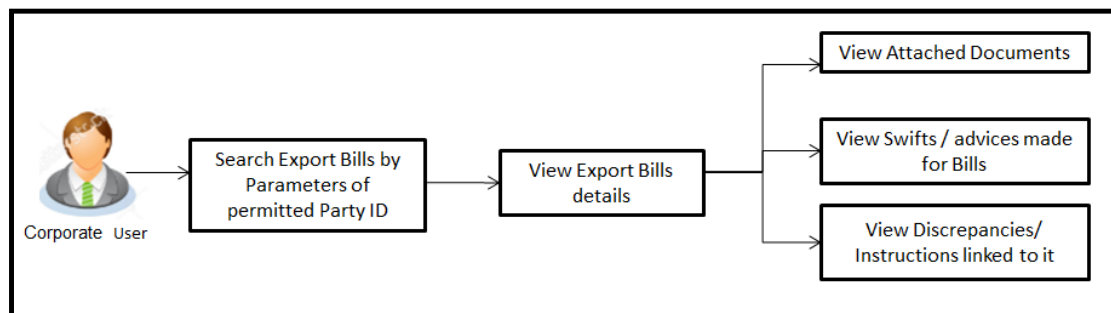 View Attached Documents
Search Export Bills by
Parameters of
permitted Party ID
View Export Bills
details
View Swifts / advices made
for Bills
View Discrepancies/
Instructions linked to it
Corporate User